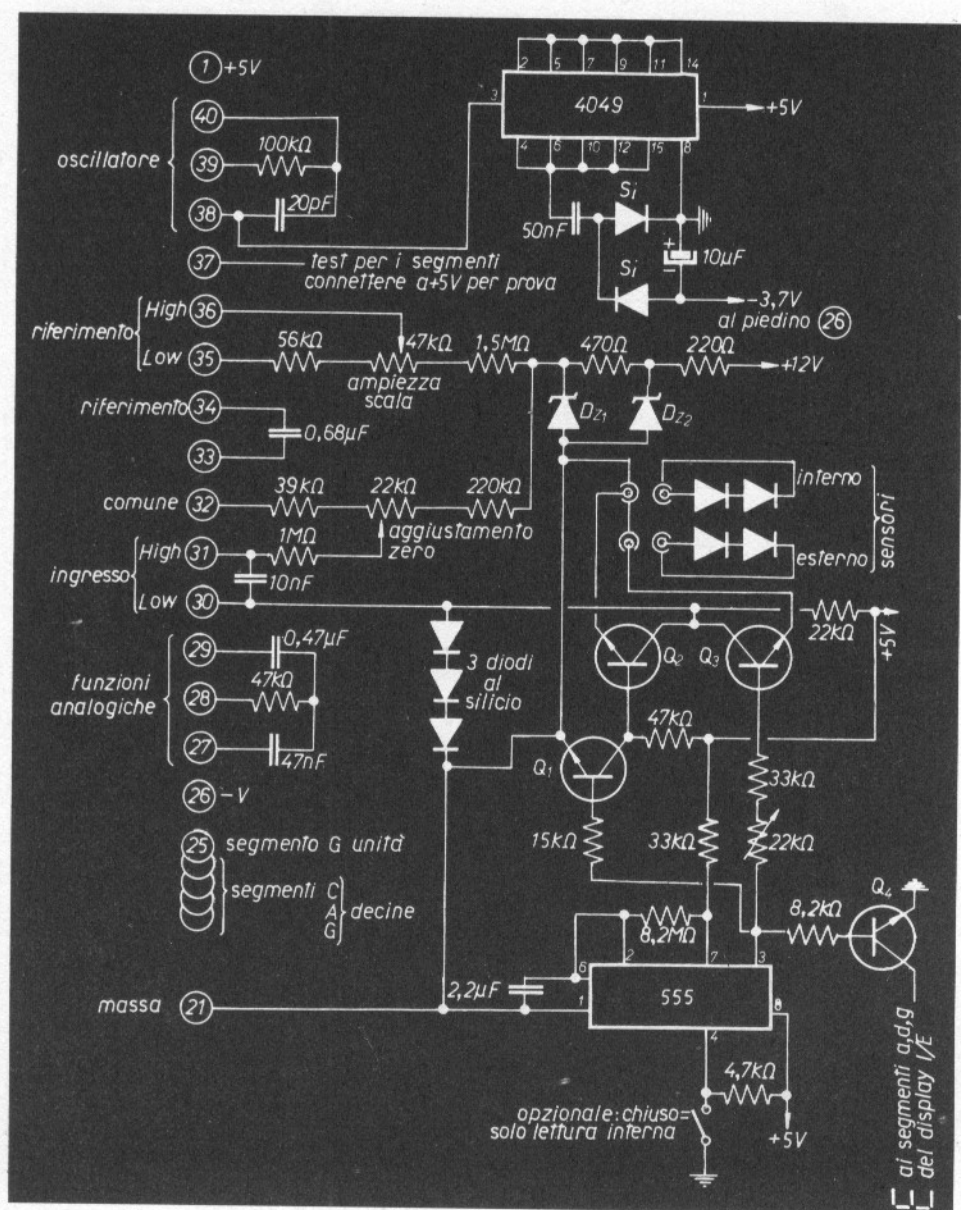 1 +5V
oscillatore
40
100kΩ
39
20pF
38
37 test per i segmenti
connettere a+5V per prova
2 5 7 9 11 14
3 4049 1
+5V
4 6 10 12 15 8
50nF
Si
Si
+
10µF
−
-3,7V
al piedino 26
riferimento
High 36
Low 35
56kΩ
47kΩ
1,5MΩ
470Ω
220Ω
+12V
ampiezza
scala
DZ1
DZ2
riferimento 34
0,68µF
33
comune 32
39kΩ
22kΩ
220kΩ
aggiustamento
zero
ingresso
High 31
1MΩ
10nF
Low 30
interno
esterno
sensori
22kΩ
+5V
funzioni
analogiche
29
0,47µF
28
47kΩ
27
47nF
3 diodi
al
silicio
Q2
Q3
Q1
47kΩ
33kΩ
22kΩ
15kΩ
33kΩ
26 -V
25 segmento G unità
segmenti C
A
G
decine
8,2kΩ
Q4
8,2MΩ
2,2µF
6 2 7 3
1 555 8
4
massa 21
4,7kΩ
+5V
opzionale: chiuso=
solo lettura interna
ai segmenti a,d,g
del display I/E